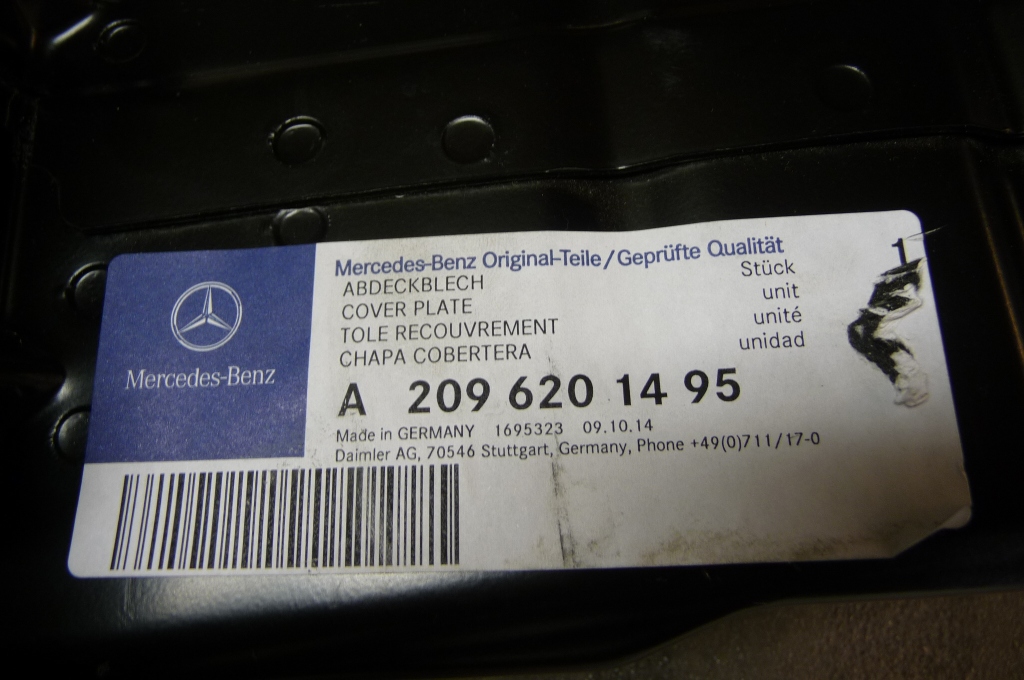 Mercedes-Benz
Mercedes-Benz Original-Teile/Geprüfte Qualität
ABDECKBLECH
COVER PLATE
TOLE RECOUVREMENT
CHAPA COBERTERA
1
Stück
unit
unité
unidad
A 209 620 14 95
Made in GERMANY 1695323 09.10.14
Daimler AG, 70546 Stuttgart, Germany, Phone +49(0)711/17-0